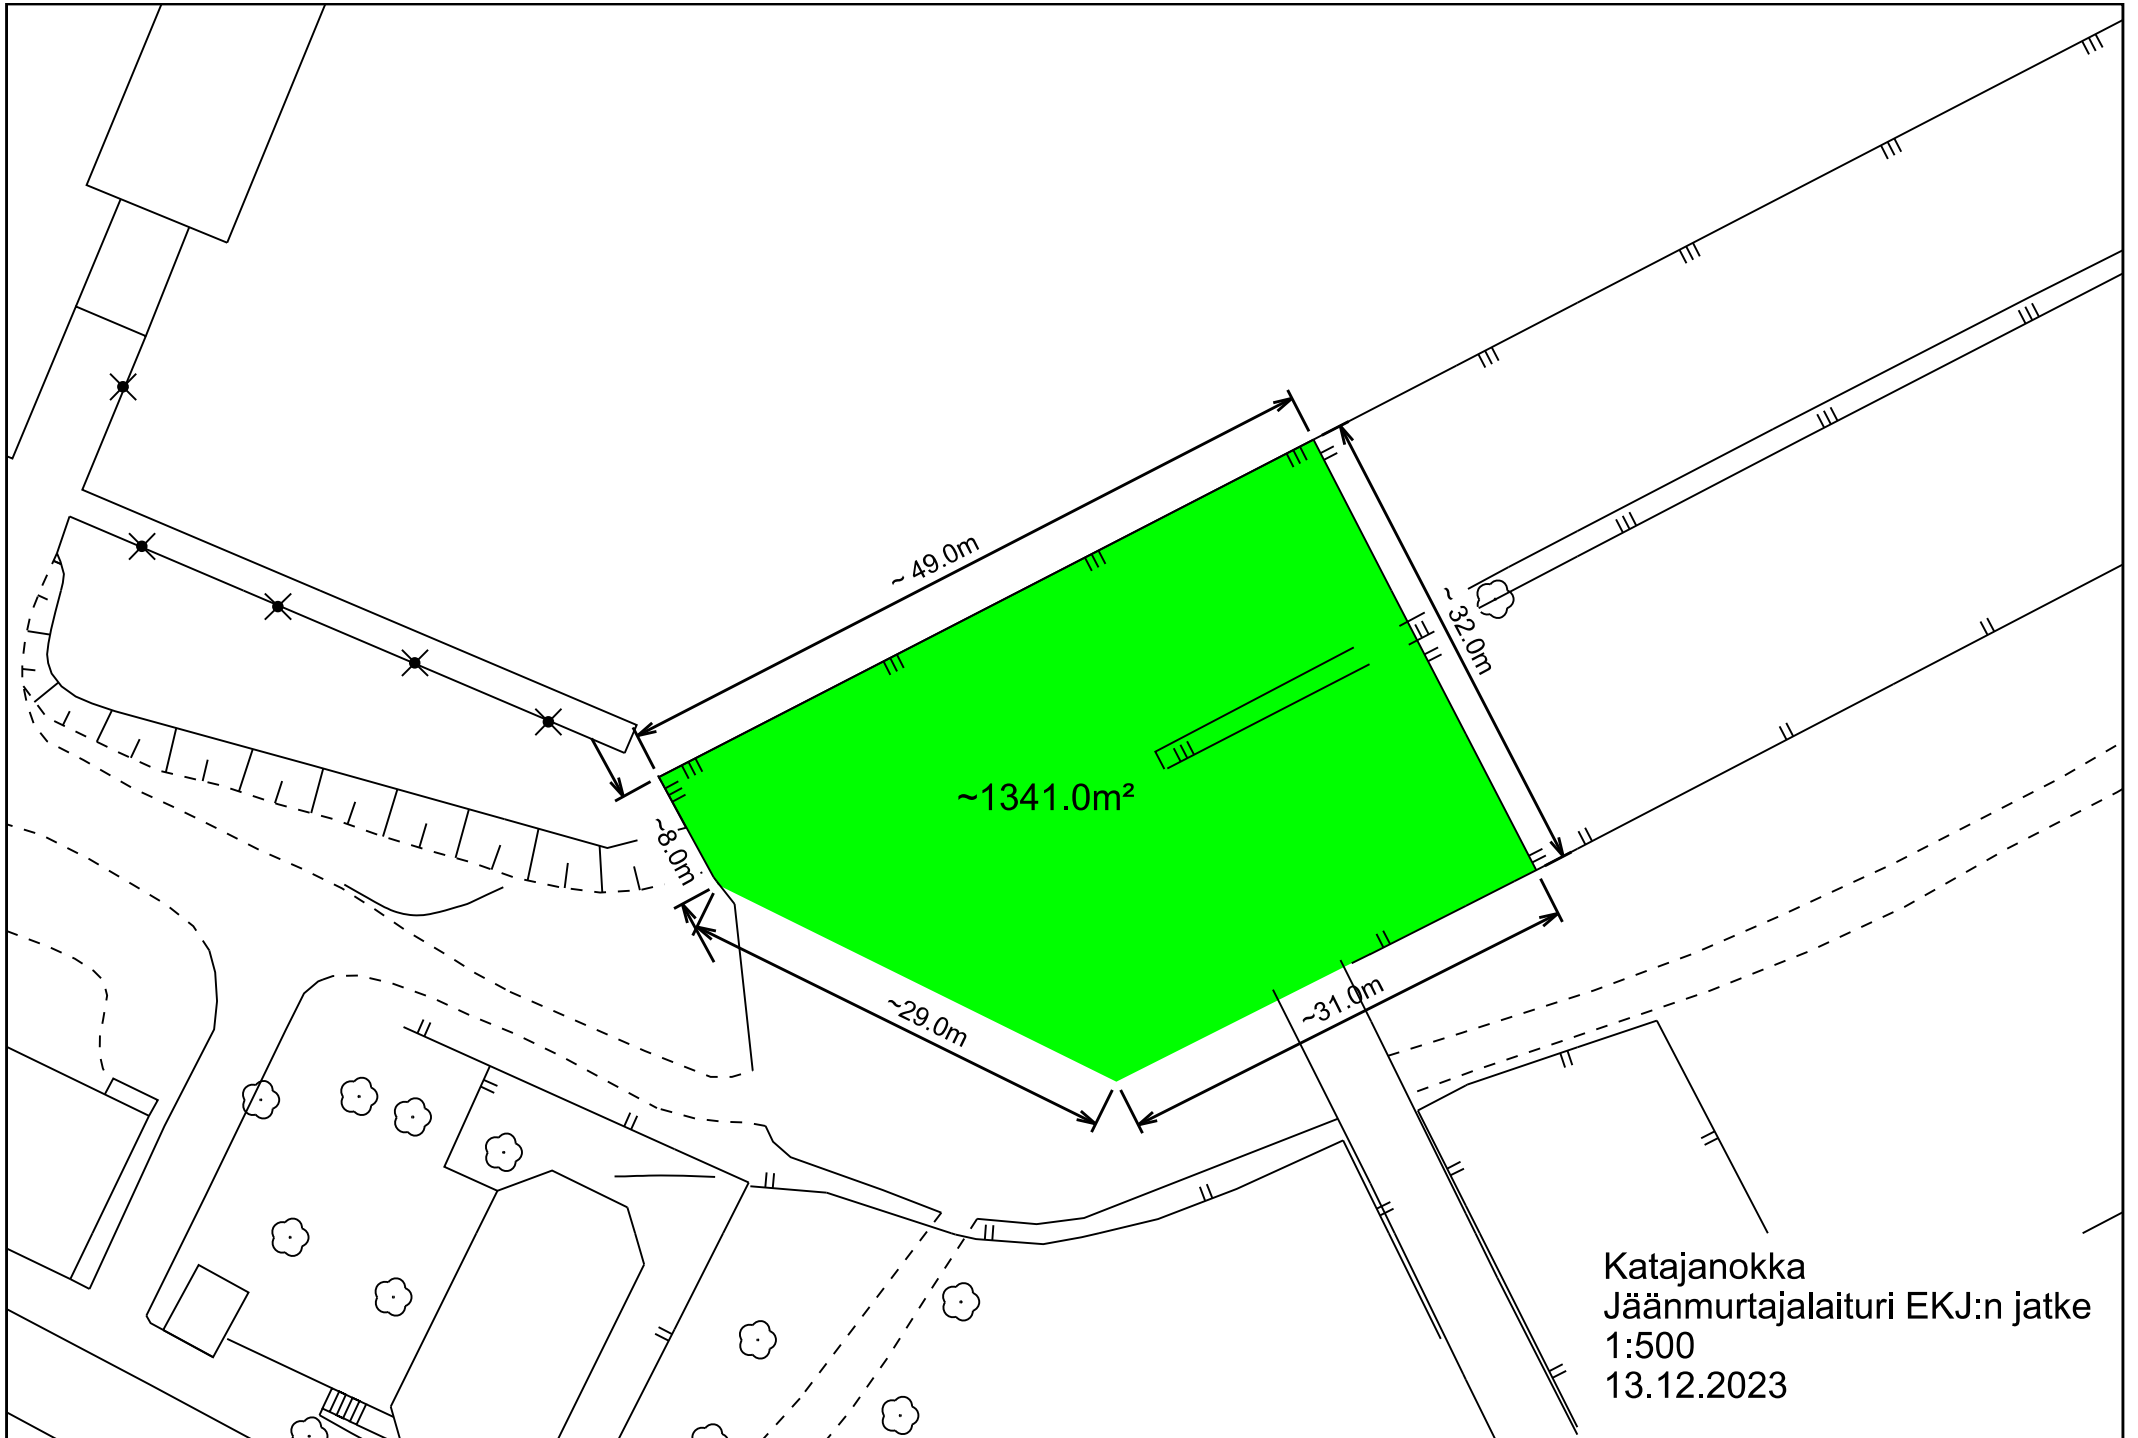 ~ 49.0m
~ 32.0m
~1341.0m²
~8.0m
~29.0m
~31.0m
Katajanokka
Jäänmurtajalaituri EKJ:n jatke
1:500
13.12.2023